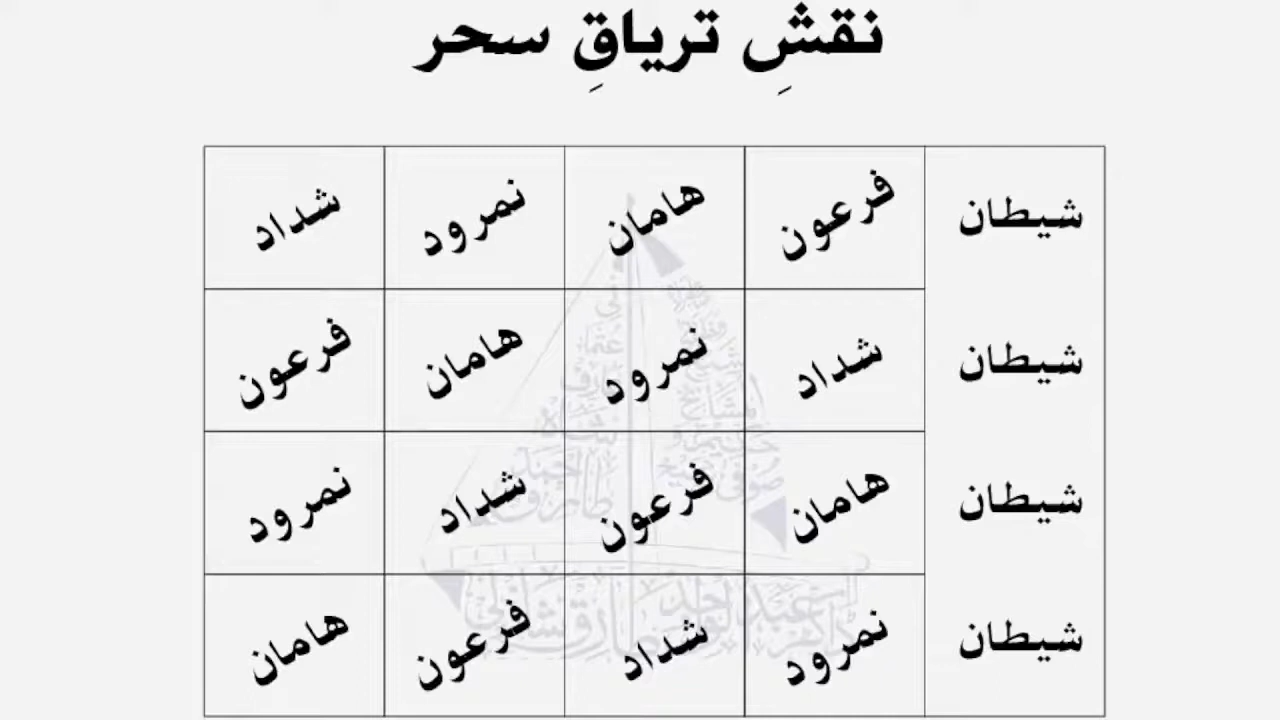 نقشِ تریاقِ سحر
شیطان فرعون هامان نمرود شداد
شیطان شداد نمرود هامان فرعون
شیطان هامان فرعون شداد نمرود
شیطان نمرود شداد فرعون هامان